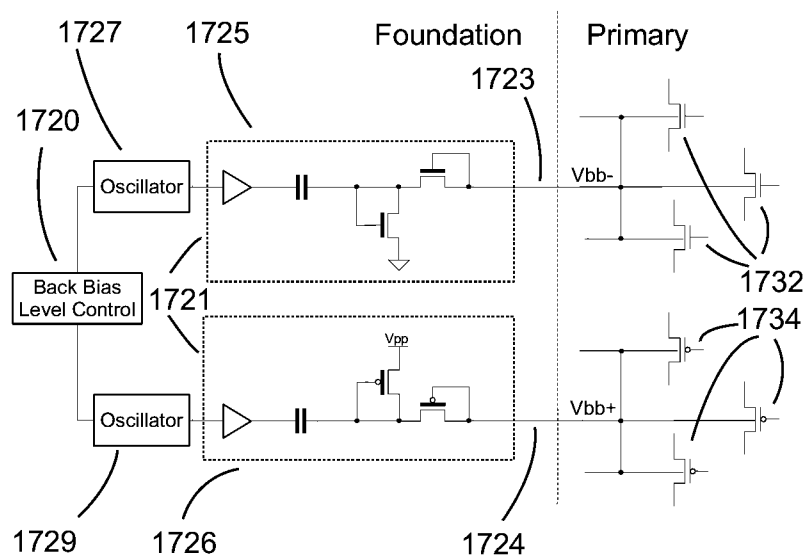 1727
1725
Foundation
Primary
1723
1720
Oscillator
Vbb-
Back Bias
Level Control
1721
1732
1734
Vpp
Oscillator
Vbb+
1729
1726
1724